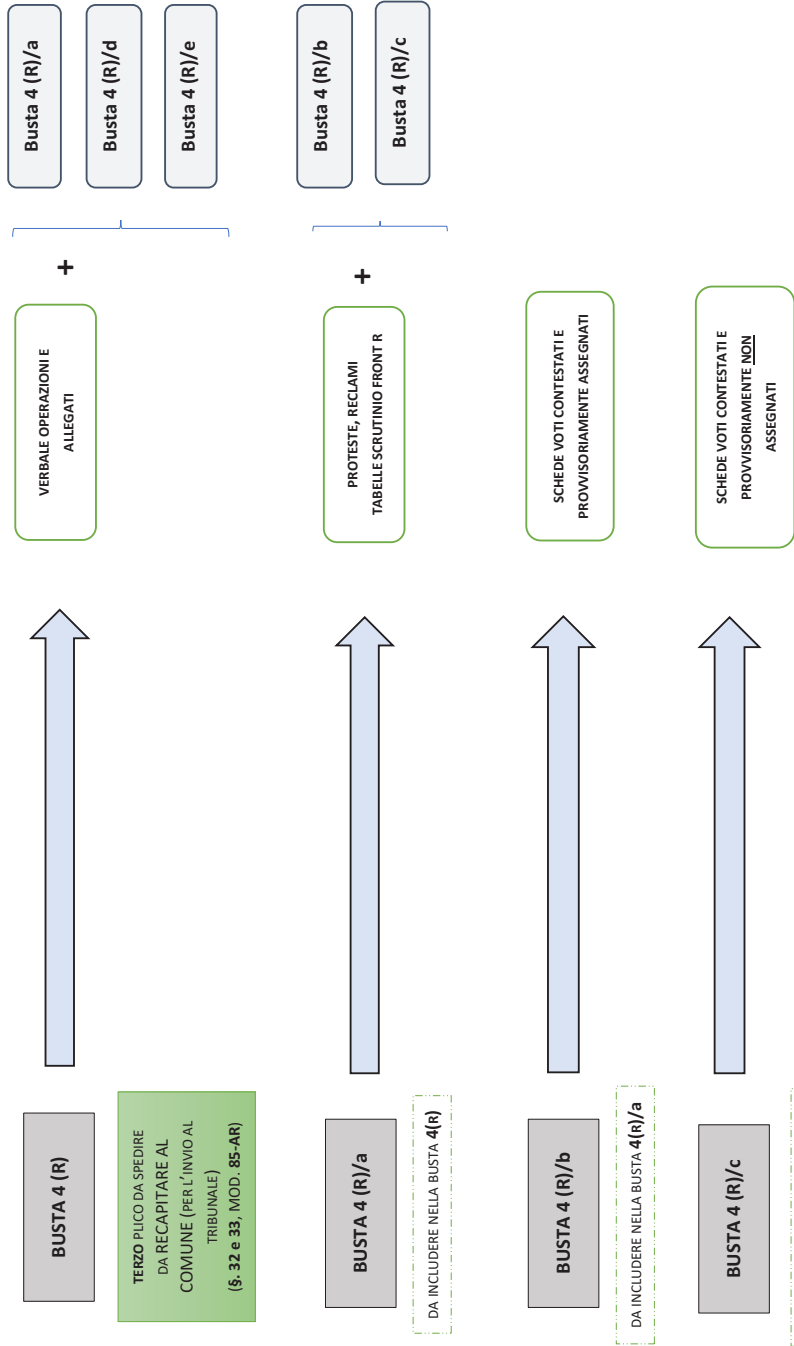 BUSTA 4 (R)
TERZO PLICO DA SPEDIRE
DA RECAPITARE AL
COMUNE (PER L'INVIO AL
TRIBUNALE)
(§. 32 e 33, MOD. 85-AR)
VERBALE OPERAZIONI E
ALLEGATI
+
Busta 4 (R)/a
Busta 4 (R)/d
Busta 4 (R)/e
BUSTA 4 (R)/a
DA INCLUDERE NELLA BUSTA 4(R)
PROTESTE, RECLAMI
TABELLE SCRUTINIO FRONT R
+
Busta 4 (R)/b
Busta 4 (R)/c
BUSTA 4 (R)/b
DA INCLUDERE NELLA BUSTA 4(R)/a
SCHEDE VOTI CONTESTATI E
PROVVISORIAMENTE ASSEGNATI
BUSTA 4 (R)/c
SCHEDE VOTI CONTESTATI E
PROVVISORIAMENTE NON
ASSEGNATI